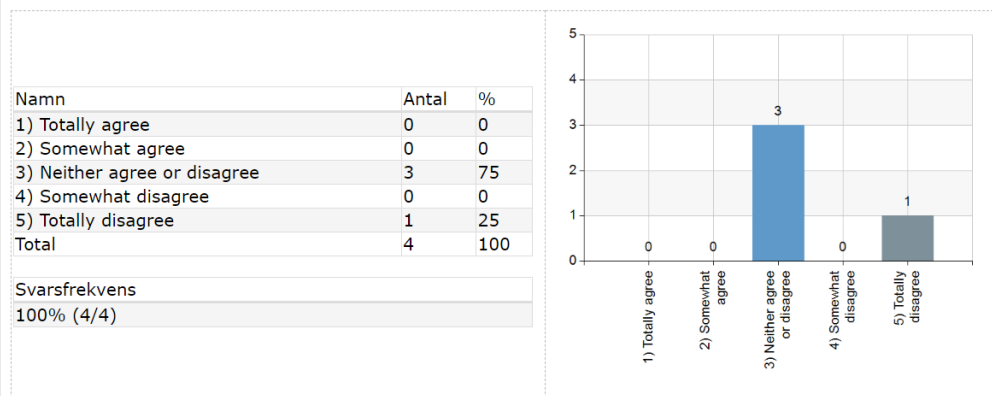 Namn Antal %
1) Totally agree 0 0
2) Somewhat agree 0 0
3) Neither agree or disagree 3 75
4) Somewhat disagree 0 0
5) Totally disagree 1 25
Total 4 100
Svarsfrekvens
100% (4/4)
5
4
3
2
1
0
0
0
3
0
1
1) Totally agree
2) Somewhat
agree
3) Neither agree
or disagree
4) Somewhat
disagree
5) Totally
disagree